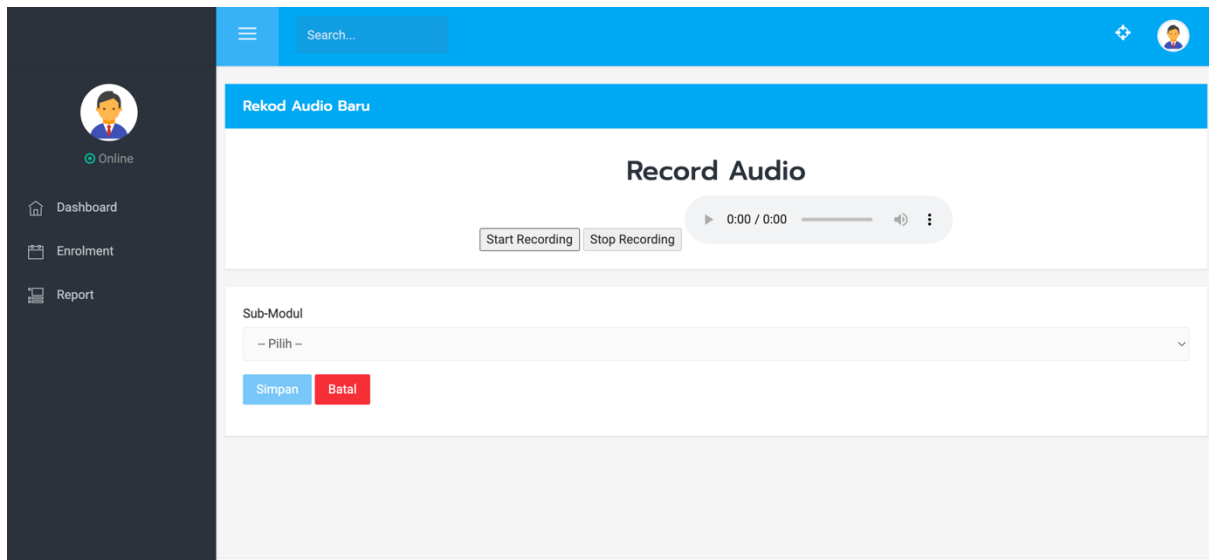 Search...
Online
Dashboard
Enrolment
Report
Rekod Audio Baru
Record Audio
Start Recording Stop Recording 0:00 / 0:00
Sub-Modul
-- Pilih --
Simpan Batal